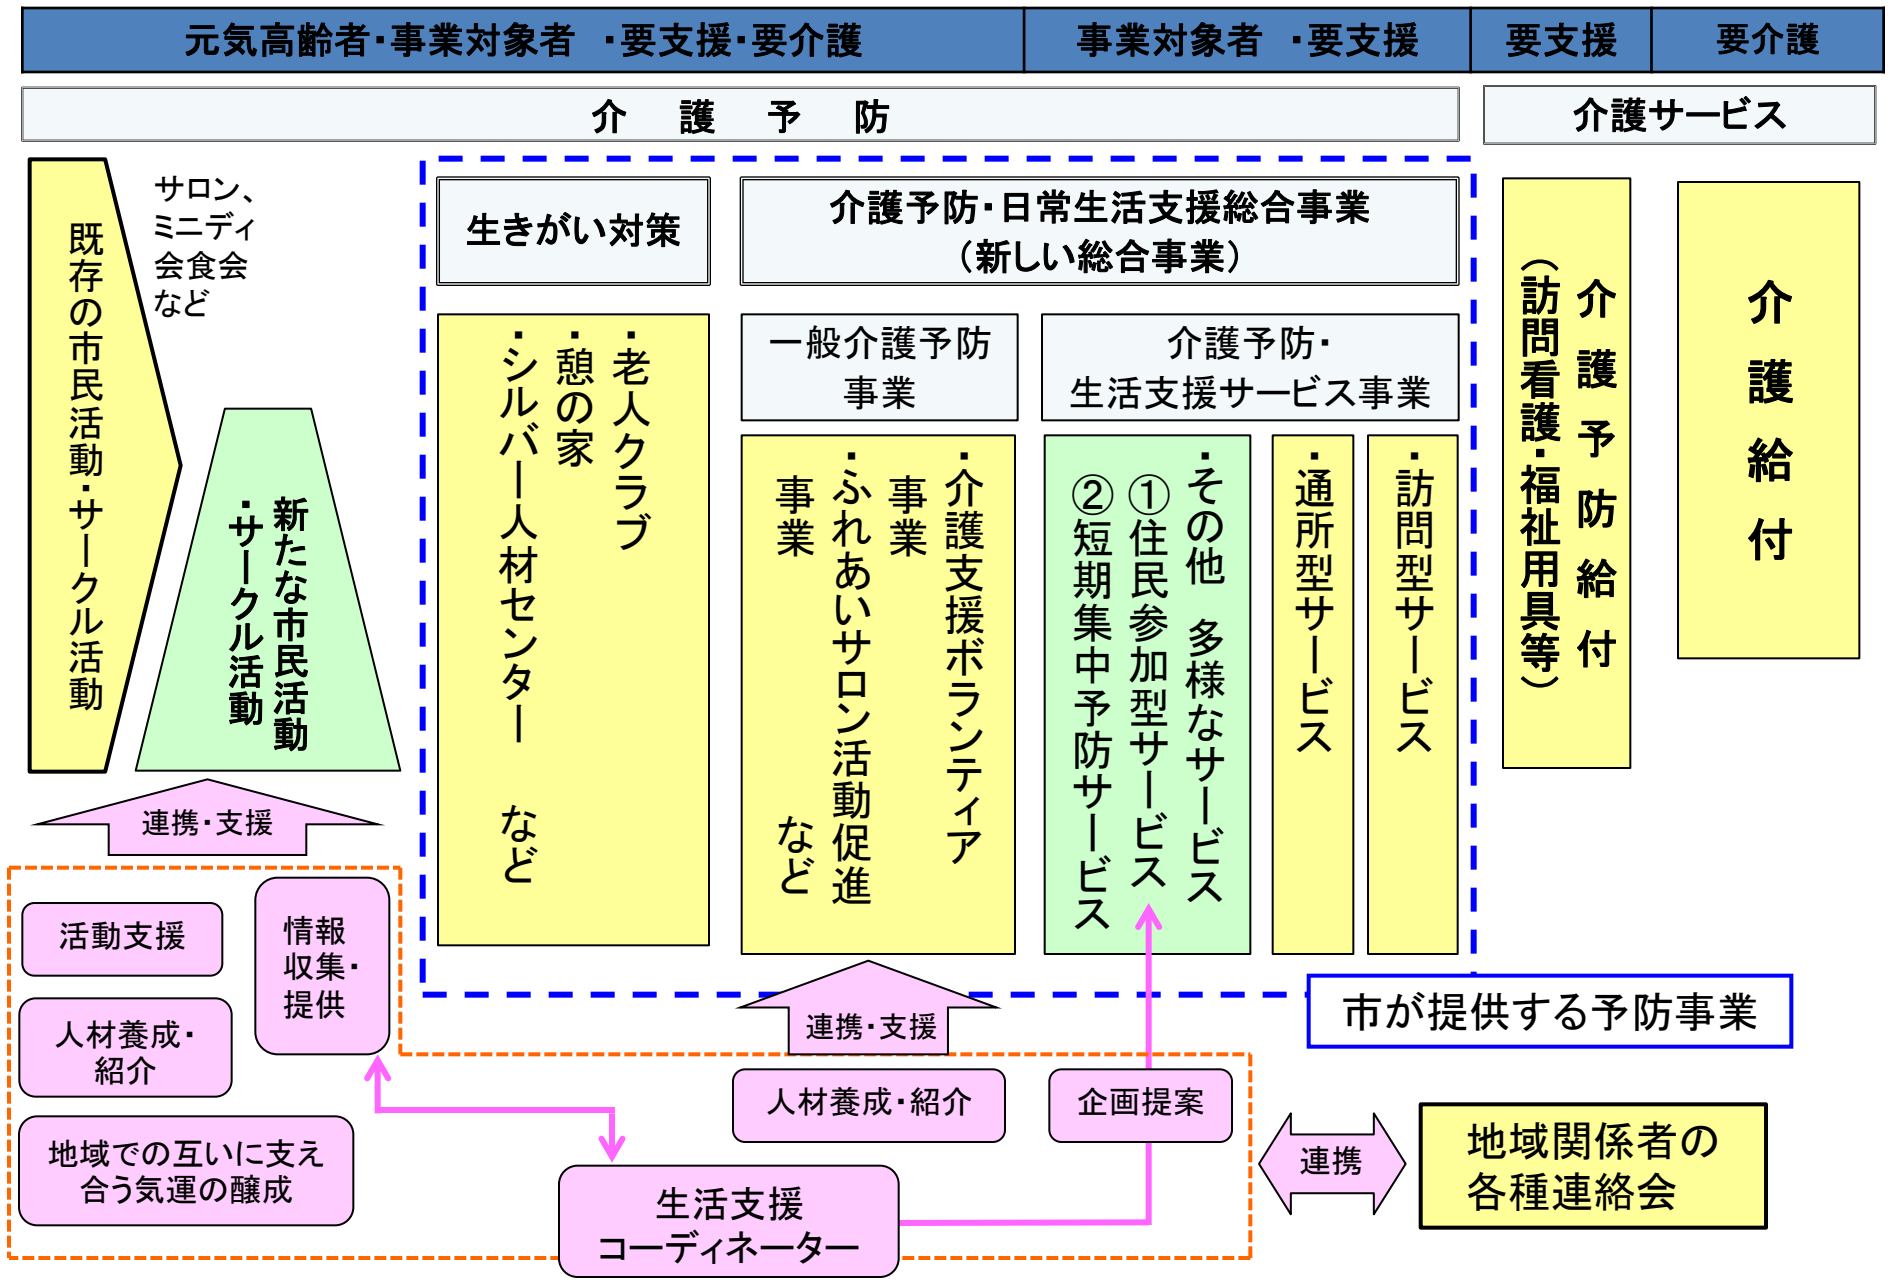 元気高齢者・事業対象者　・要支援・要介護
事業対象者　・要支援
要支援
要介護
介　護　予　防
介護サービス
既存の市民活動・サークル活動
サロン、
ミニディ
会食会
など
新たな市民活動
・サークル活動
生きがい対策
・老人クラブ
・憩の家
・シルバー人材センター　など
介護予防・日常生活支援総合事業
（新しい総合事業）
一般介護予防
事業
・介護支援ボランティア
事業
・ふれあいサロン活動促進
事業　　　　　　など
介護予防・
生活支援サービス事業
・その他　多様なサービス
①住民参加型サービス
②短期集中予防サービス
・通所型サービス
・訪問型サービス
介護予防給付
（訪問看護・福祉用具等）
介護給付
連携・支援
活動支援
情報
収集・
提供
人材養成・
紹介
地域での互いに支え
合う気運の醸成
連携・支援
市が提供する予防事業
人材養成・紹介
企画提案
生活支援
コーディネーター
連携
地域関係者の
各種連絡会